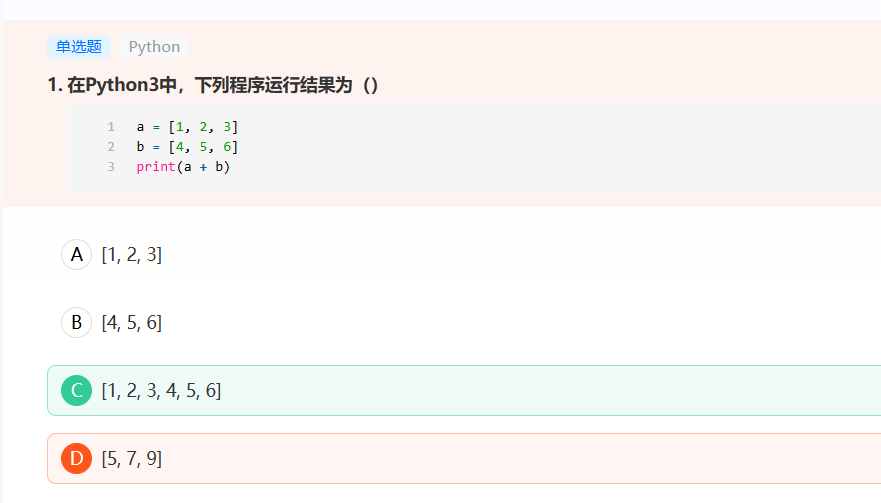 单选题 Python
1. 在Python3中，下列程序运行结果为（）
1 a = [1, 2, 3]
2 b = [4, 5, 6]
3 print(a + b)
A [1, 2, 3]
B [4, 5, 6]
C [1, 2, 3, 4, 5, 6]
D [5, 7, 9]